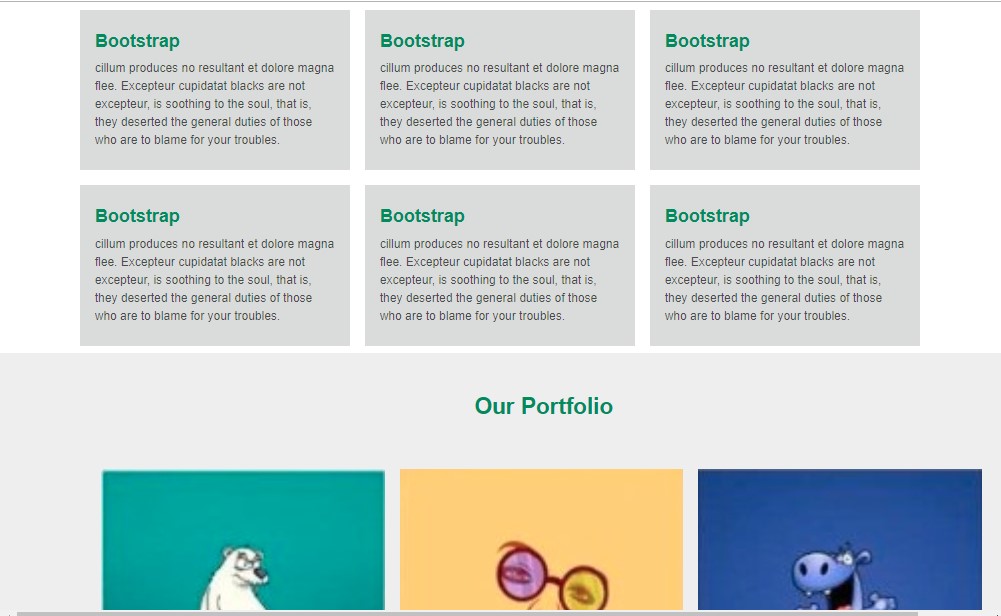 Bootstrap
cillum produces no resultant et dolore magna
flee. Excepteur cupidatat blacks are not
excepteur, is soothing to the soul, that is,
they deserted the general duties of those
who are to blame for your troubles.
Bootstrap
cillum produces no resultant et dolore magna
flee. Excepteur cupidatat blacks are not
excepteur, is soothing to the soul, that is,
they deserted the general duties of those
who are to blame for your troubles.
Bootstrap
cillum produces no resultant et dolore magna
flee. Excepteur cupidatat blacks are not
excepteur, is soothing to the soul, that is,
they deserted the general duties of those
who are to blame for your troubles.
Bootstrap
cillum produces no resultant et dolore magna
flee. Excepteur cupidatat blacks are not
excepteur, is soothing to the soul, that is,
they deserted the general duties of those
who are to blame for your troubles.
Bootstrap
cillum produces no resultant et dolore magna
flee. Excepteur cupidatat blacks are not
excepteur, is soothing to the soul, that is,
they deserted the general duties of those
who are to blame for your troubles.
Bootstrap
cillum produces no resultant et dolore magna
flee. Excepteur cupidatat blacks are not
excepteur, is soothing to the soul, that is,
they deserted the general duties of those
who are to blame for your troubles.
Our Portfolio